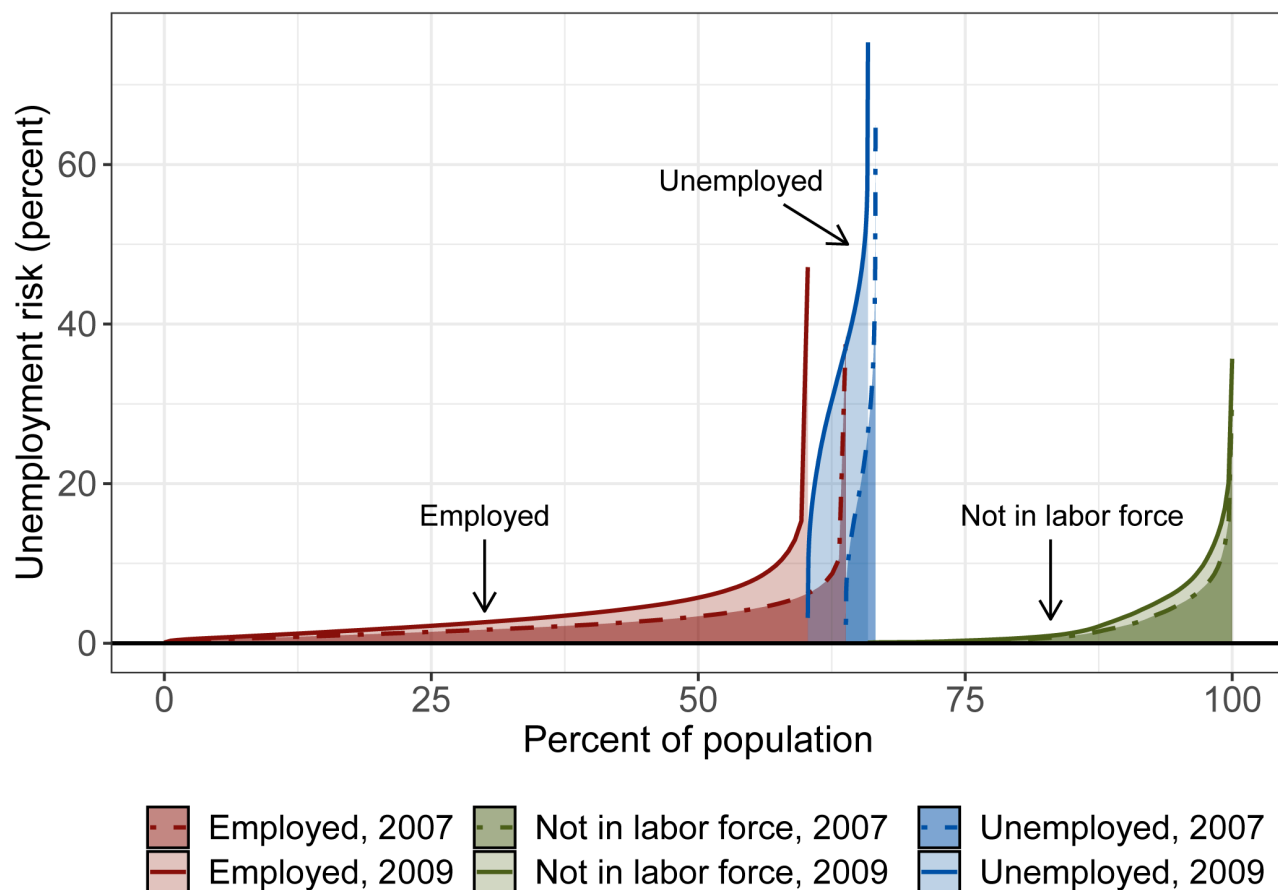 Unemployment risk (percent)
60
40
20
0
Unemployed
Employed
Not in labor force
0 25 50 75 100
Percent of population
Employed, 2007 Not in labor force, 2007 Unemployed, 2007
Employed, 2009 Not in labor force, 2009 Unemployed, 2009